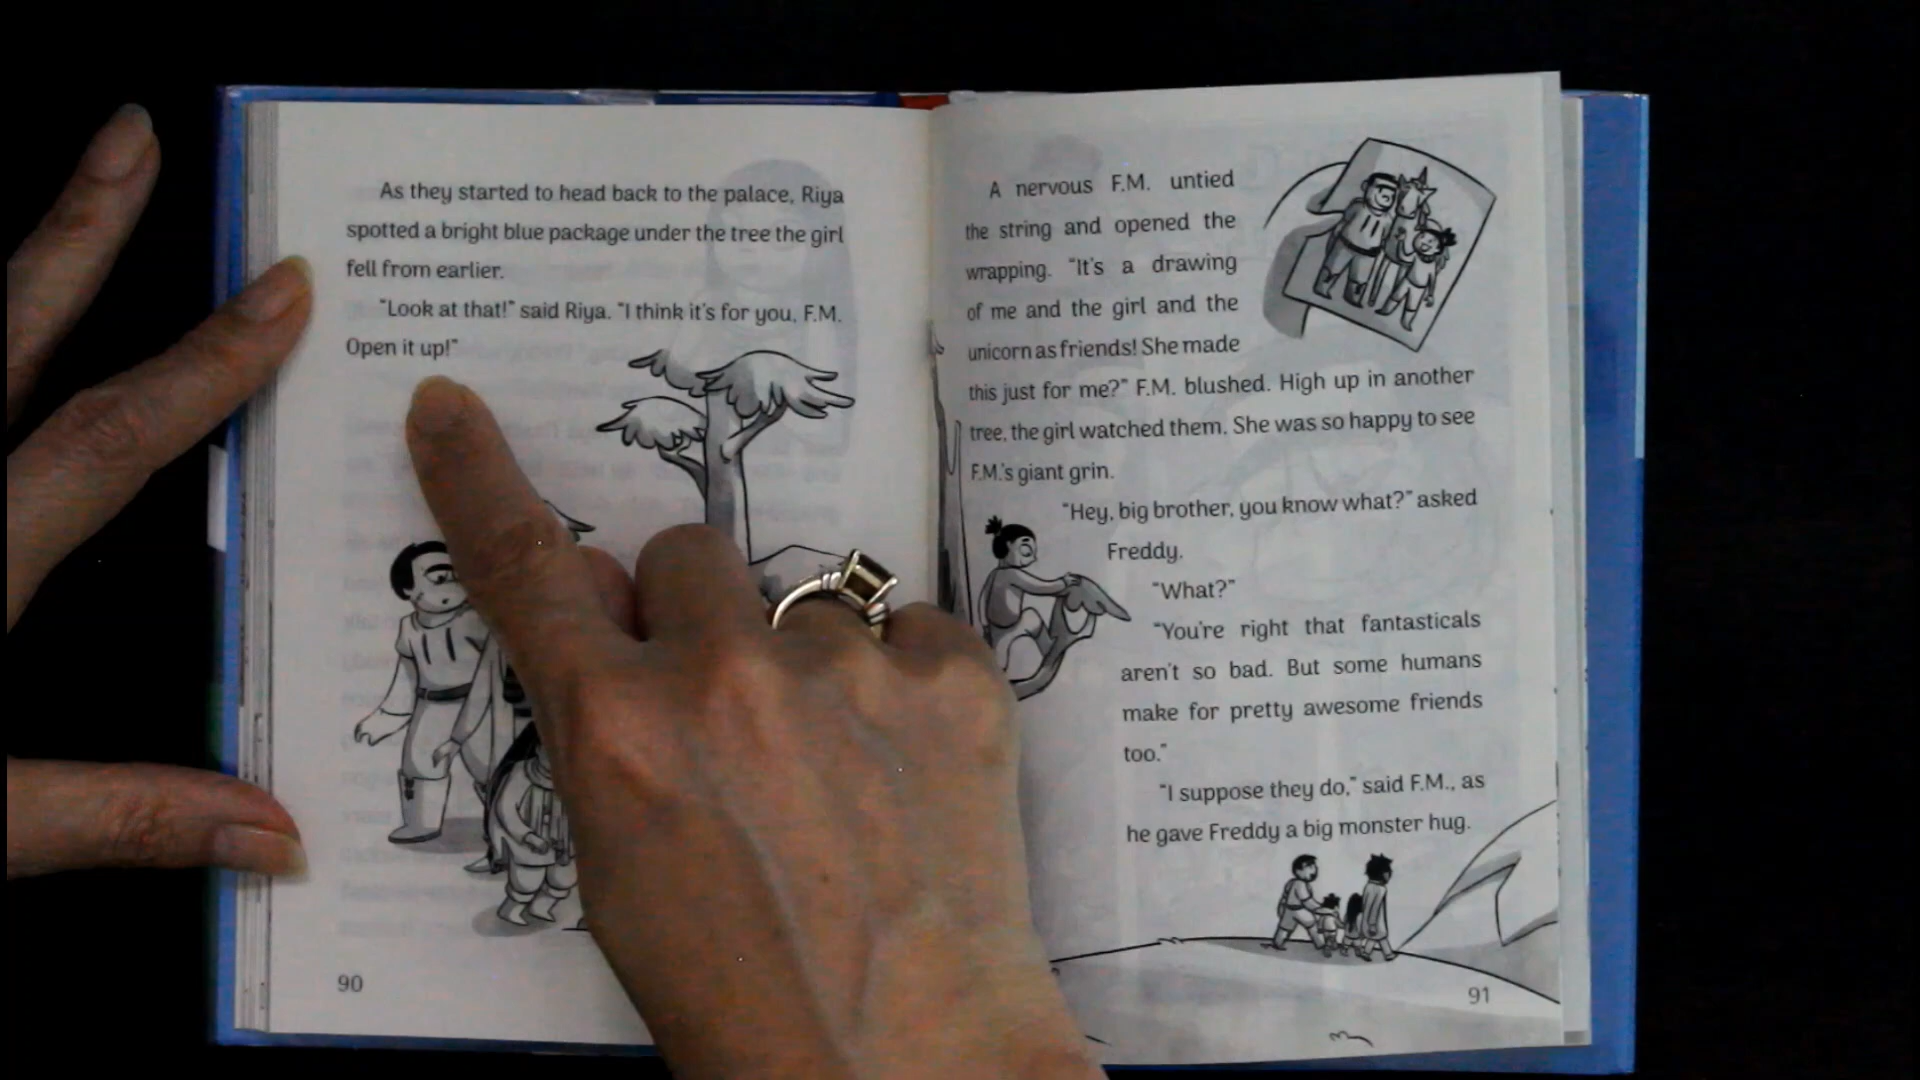 As they started to head back to the palace, Riya
spotted a bright blue package under the tree the girl
fell from earlier.
“Look at that!” said Riya. “I think it’s for you, F.M.
Open it up!”
90
A nervous F.M. untied
the string and opened the
wrapping. “It’s a drawing
of me and the girl and the
unicorn as friends! She made
this just for me?” F.M. blushed. High up in another
tree, the girl watched them. She was so happy to see
F.M.’s giant grin.
“Hey, big brother, you know what?” asked
Freddy.
“What?”
“You’re right that fantasticals
aren’t so bad. But some humans
make for pretty awesome friends
too.”
“I suppose they do,” said F.M., as
he gave Freddy a big monster hug.
91